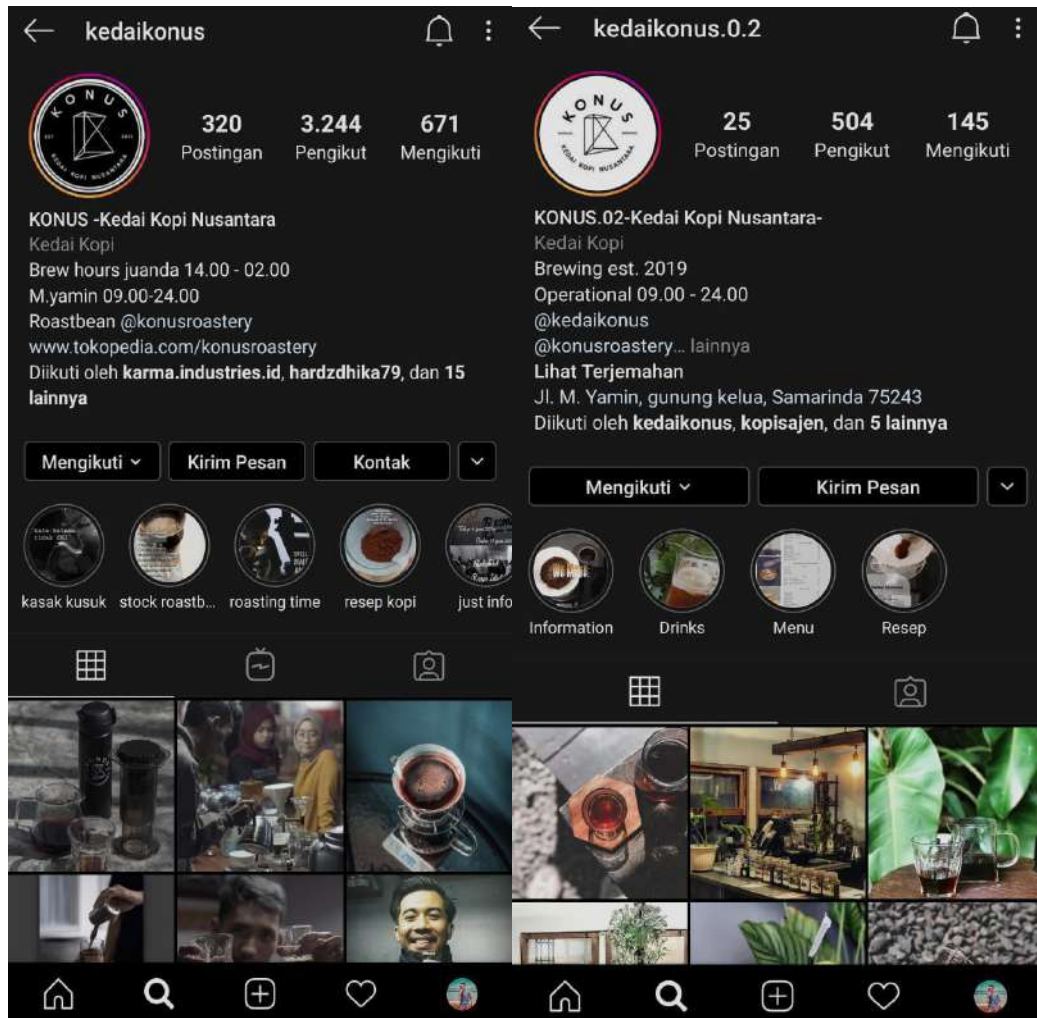 kedaikonus
KONUS
KEDAI KOPI NUSANTARA
320 3.244 671
Postingan Pengikut Mengikuti
KONUS -Kedai Kopi Nusantara
Kedai Kopi
Brew hours juanda 14.00 - 02.00
M.yamin 09.00-24.00
Roastbean @konusroastery
www.tokopedia.com/konusroastery
Diikuti oleh karma.industries.id, hardzdhika79, dan 15
lainnya
Mengikuti Kirim Pesan Kontak
kasak kusuk stock roastb... roasting time resep kopi just info
kedaikonus.0.2
KONUS
KEDAI KOPI NUSANTARA
25 504 145
Postingan Pengikut Mengikuti
KONUS.02-Kedai Kopi Nusantara-
Kedai Kopi
Brewing est. 2019
Operational 09.00 - 24.00
@kedaikonus
@konusroastery... lainnya
Lihat Terjemahan
Jl. M. Yamin, gunung kelua, Samarinda 75243
Diikuti oleh kedaikonus, kopisajen, dan 5 lainnya
Mengikuti Kirim Pesan
Information Drinks Menu Resep